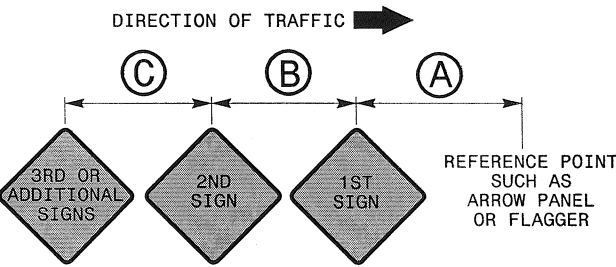 DIRECTION OF TRAFFIC
C
B
A
3RD OR
ADDITIONAL
SIGNS
2ND
SIGN
1ST
SIGN
REFERENCE POINT
SUCH AS
ARROW PANEL
OR FLAGGER